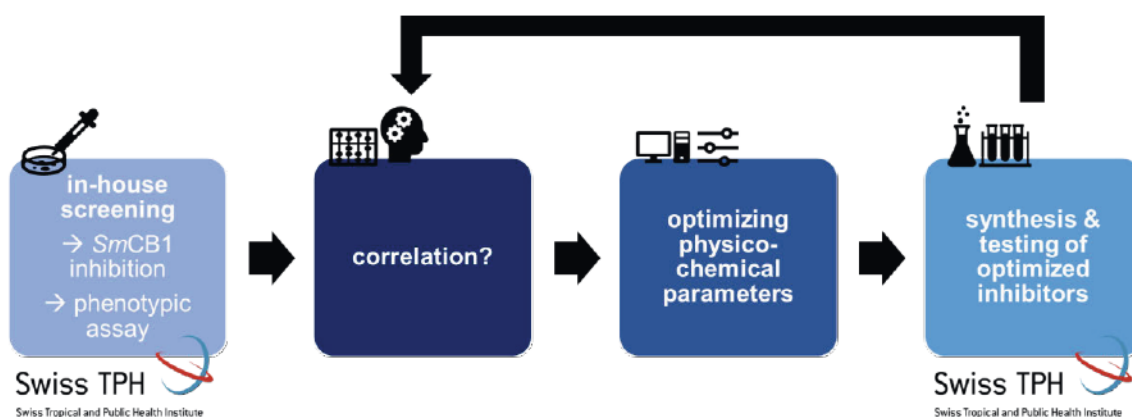 in-house
screening
→ SmCB1
inhibition
→ phenotypic
assay
Swiss TPH
Swiss Tropical and Public Health Institute
correlation?
optimizing
physico-
chemical
parameters
synthesis &
testing of
optimized
inhibitors
Swiss TPH
Swiss Tropical and Public Health Institute